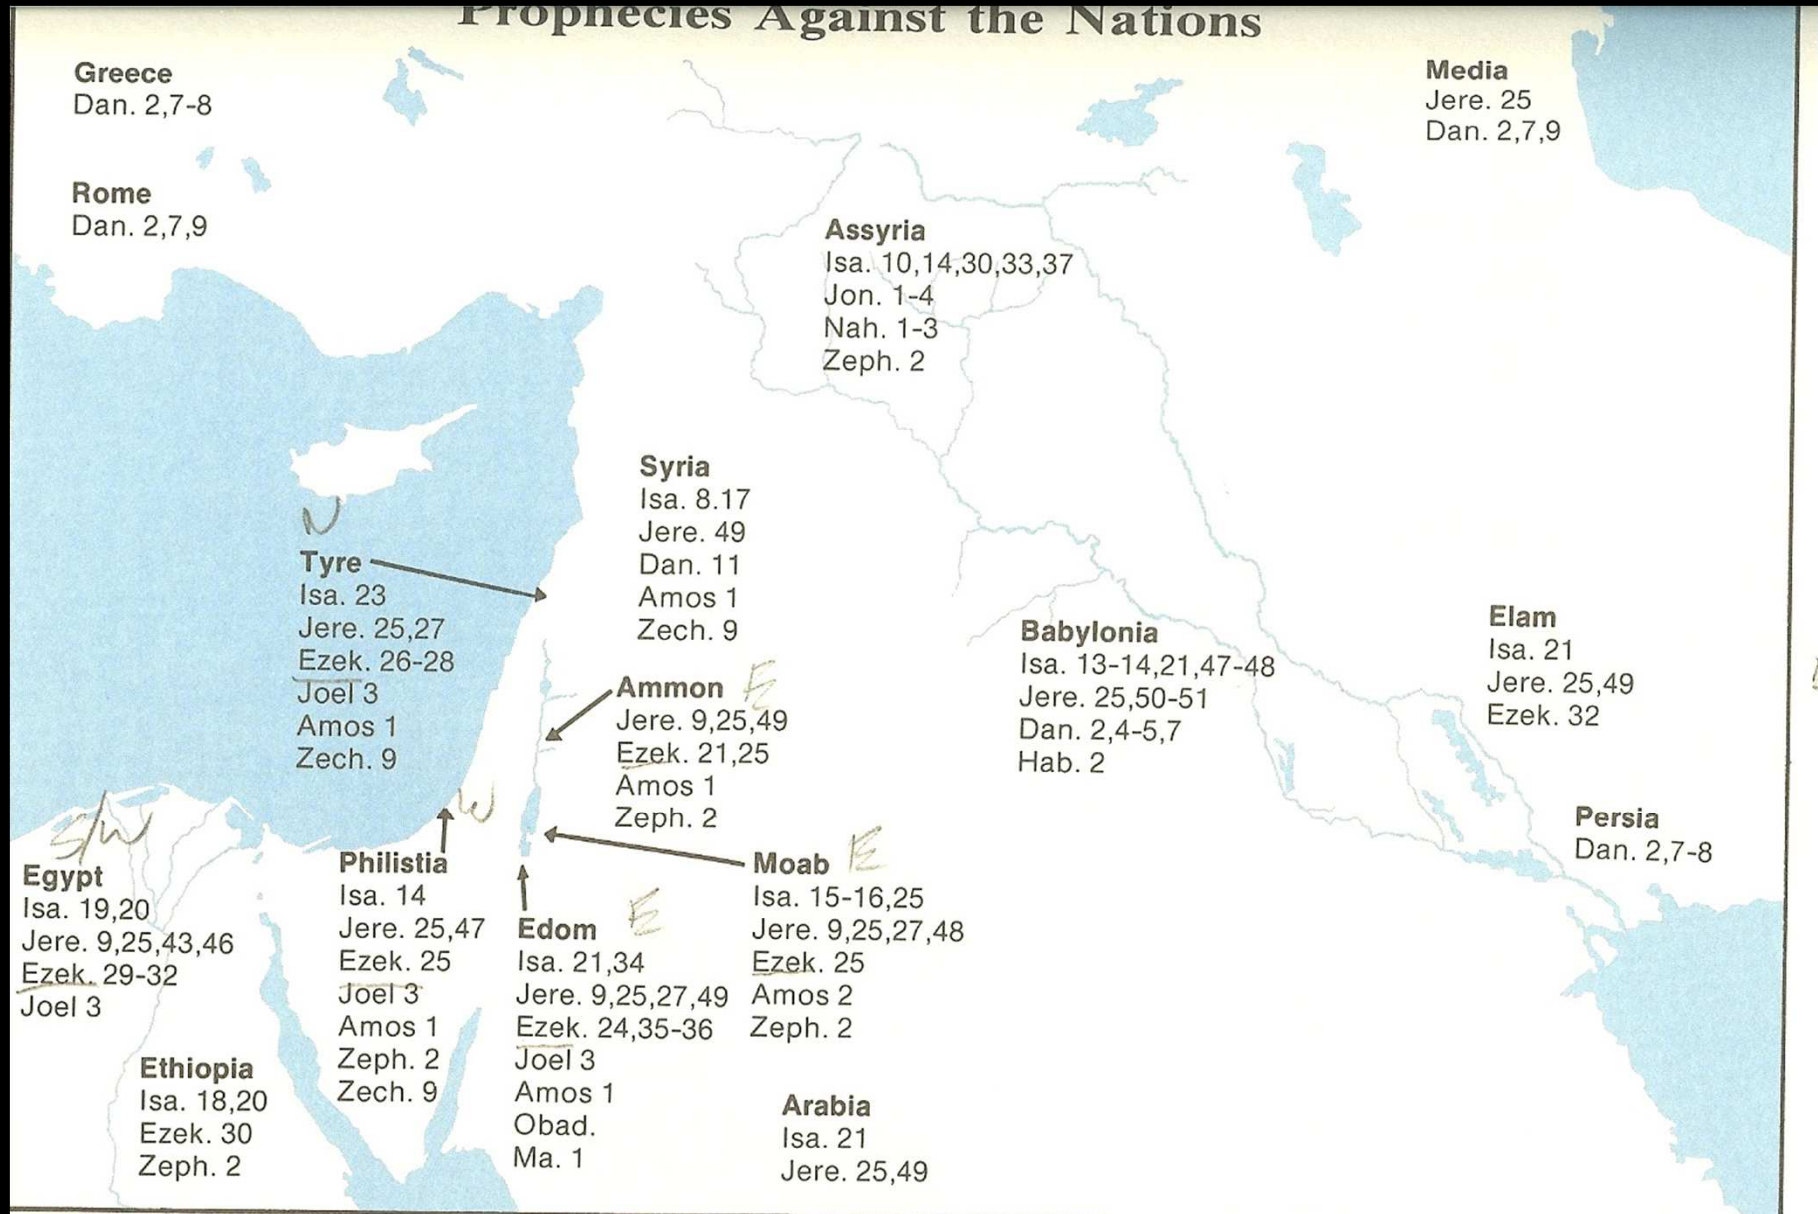 Prophecies Against the Nations
Greece
Dan. 2,7-8
Rome
Dan. 2,7,9
Media
Jere. 25
Dan. 2,7,9
Assyria
Isa. 10,14,30,33,37
Jon. 1-4
Nah. 1-3
Zeph. 2
Syria
Isa. 8.17
Jere. 49
Dan. 11
Amos 1
Zech. 9
N
Tyre
Isa. 23
Jere. 25,27
Ezek. 26-28
Joel 3
Amos 1
Zech. 9
Ammon E
Jere. 9,25,49
Ezek. 21,25
Amos 1
Zeph. 2
Babylonia
Isa. 13-14,21,47-48
Jere. 25,50-51
Dan. 2,4-5,7
Hab. 2
Elam
Isa. 21
Jere. 25,49
Ezek. 32
Persia
Dan. 2,7-8
S/W
Egypt
Isa. 19,20
Jere. 9,25,43,46
Ezek. 29-32
Joel 3
W
Philistia
Isa. 14
Jere. 25,47
Ezek. 25
Joel 3
Amos 1
Zeph. 2
Zech. 9
E
Edom
Isa. 21,34
Jere. 9,25,27,49
Ezek. 24,35-36
Joel 3
Amos 1
Obad.
Ma. 1
Moab E
Isa. 15-16,25
Jere. 9,25,27,48
Ezek. 25
Amos 2
Zeph. 2
Ethiopia
Isa. 18,20
Ezek. 30
Zeph. 2
Arabia
Isa. 21
Jere. 25,49